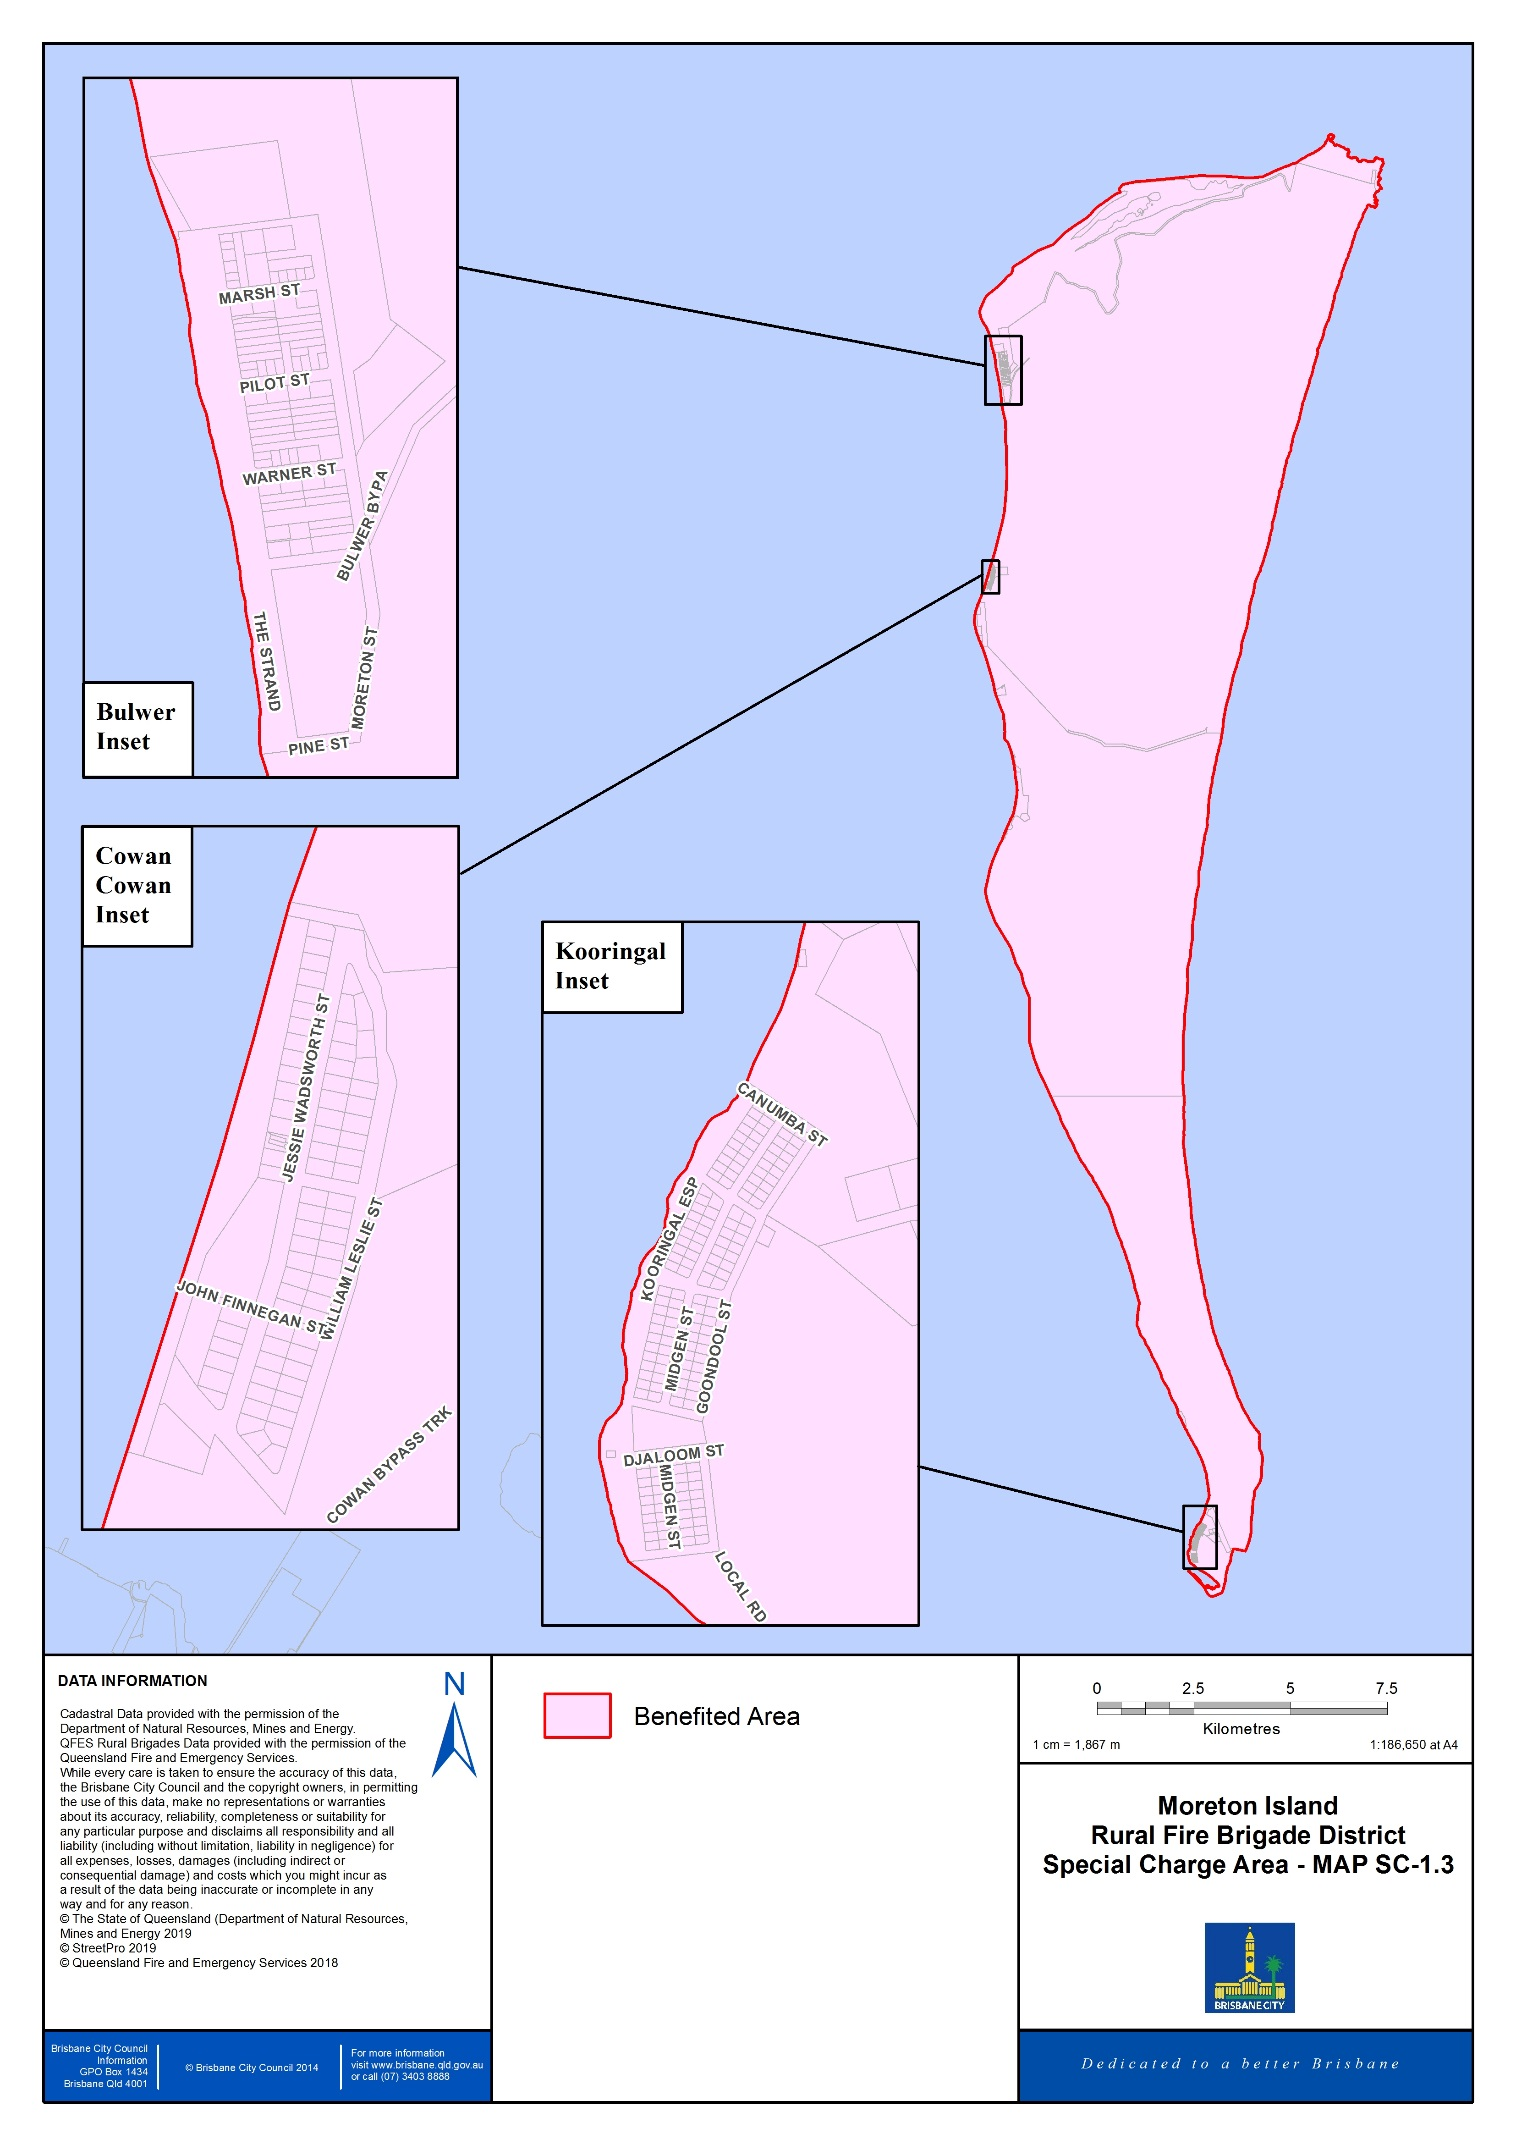 MARSH ST
PILOT ST
WARNER ST
BULWER BYPA
THE STRAND
MORETON ST
PINE ST
Bulwer
Inset
Cowan
Cowan
Inset
JESSIE WADSWORTH ST
WILLIAM LESLIE ST
JOHN FINNEGAN ST
COWAN BYPASS TRK
Kooringal
Inset
CANUMBA ST
KOORINGAL ESP
MIDGEN ST
GOONDOOL ST
DJALOOM ST
MIDGEN ST
LOCAL RD
DATA INFORMATION
N
Cadastral Data provided with the permission of the
Department of Natural Resources, Mines and Energy.
QFES Rural Brigades Data provided with the permission of the
Queensland Fire and Emergency Services.
While every care is taken to ensure the accuracy of this data,
the Brisbane City Council and the copyright owners, in permitting
the use of this data, make no representations or warranties
about its accuracy, reliability, completeness or suitability for
any particular purpose and disclaims all responsibility and all
liability (including without limitation, liability in negligence) for
all expenses, losses, damages (including indirect or
consequential damage) and costs which you might incur as
a result of the data being inaccurate or incomplete in any
way and for any reason.
© The State of Queensland (Department of Natural Resources,
Mines and Energy 2019
© StreetPro 2019
© Queensland Fire and Emergency Services 2018
Brisbane City Council
Information
GPO Box 1434
Brisbane Qld 4001
© Brisbane City Council 2014
For more information
visit www.brisbane.qld.gov.au
or call (07) 3403 8888
Benefited Area
0 2.5 5 7.5
Kilometres
1 cm = 1,867 m
1:186,650 at A4
Moreton Island
Rural Fire Brigade District
Special Charge Area - MAP SC-1.3
BRISBANE CITY
Dedicated to a better Brisbane